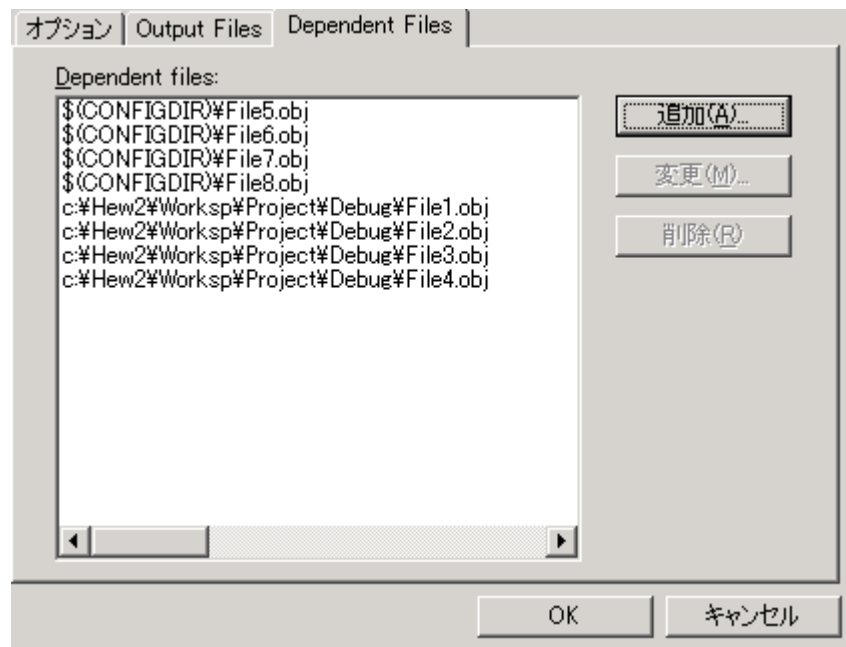 オプション Output Files Dependent Files
Dependent files:
$(CONFIGDIR)¥File5.obj
$(CONFIGDIR)¥File6.obj
$(CONFIGDIR)¥File7.obj
$(CONFIGDIR)¥File8.obj
c:¥Hew2¥Worksp¥Project¥Debug¥File1.obj
c:¥Hew2¥Worksp¥Project¥Debug¥File2.obj
c:¥Hew2¥Worksp¥Project¥Debug¥File3.obj
c:¥Hew2¥Worksp¥Project¥Debug¥File4.obj
追加(A)...
変更(M)...
削除(R)
OK キャンセル